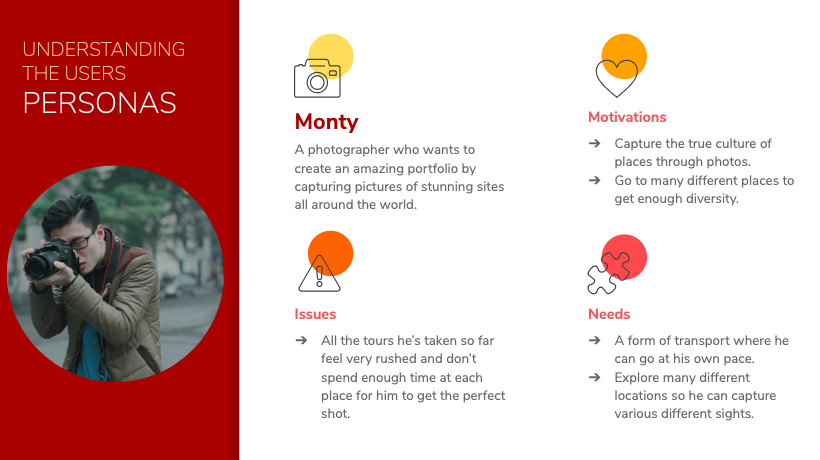 UNDERSTANDING
THE USERS
PERSONAS
Monty
A photographer who wants to
create an amazing portfolio by
capturing pictures of stunning sites
all around the world.
Motivations
➔ Capture the true culture of
places through photos.
➔ Go to many different places to
get enough diversity.
Issues
➔ All the tours he's taken so far
feel very rushed and don't
spend enough time at each
place for him to get the perfect
shot.
Needs
➔ A form of transport where he
can go at his own pace.
➔ Explore many different
locations so he can capture
various different sights.